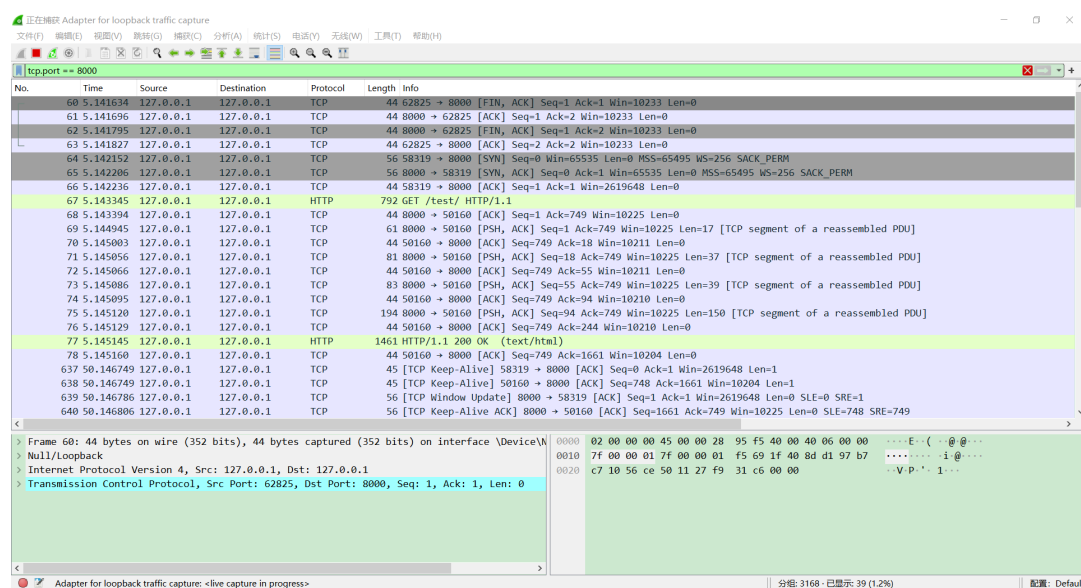 正在捕获 Adapter for loopback traffic capture
文件(F) 编辑(E) 视图(V) 跳转(G) 捕获(C) 分析(A) 统计(S) 电话(Y) 无线(W) 工具(T) 帮助(H)
tcp.port == 8000
No. Time Source Destination Protocol Length Info
60 5.141634 127.0.0.1 127.0.0.1 TCP 44 62825 → 8000 [FIN, ACK] Seq=1 Ack=1 Win=10233 Len=0
61 5.141696 127.0.0.1 127.0.0.1 TCP 44 8000 → 62825 [ACK] Seq=1 Ack=2 Win=10233 Len=0
62 5.141795 127.0.0.1 127.0.0.1 TCP 44 8000 → 62825 [FIN, ACK] Seq=1 Ack=2 Win=10233 Len=0
63 5.141827 127.0.0.1 127.0.0.1 TCP 44 62825 → 8000 [ACK] Seq=2 Ack=2 Win=10233 Len=0
64 5.142152 127.0.0.1 127.0.0.1 TCP 56 58319 → 8000 [SYN] Seq=0 Win=65535 Len=0 MSS=65495 WS=256 SACK_PERM
65 5.142206 127.0.0.1 127.0.0.1 TCP 56 8000 → 58319 [SYN, ACK] Seq=0 Ack=1 Win=65535 Len=0 MSS=65495 WS=256 SACK_PERM
66 5.142236 127.0.0.1 127.0.0.1 TCP 44 58319 → 8000 [ACK] Seq=1 Ack=1 Win=2619648 Len=0
67 5.143345 127.0.0.1 127.0.0.1 HTTP 792 GET /test/ HTTP/1.1
68 5.143394 127.0.0.1 127.0.0.1 TCP 44 8000 → 50160 [ACK] Seq=1 Ack=749 Win=10225 Len=0
69 5.144945 127.0.0.1 127.0.0.1 TCP 61 8000 → 50160 [PSH, ACK] Seq=1 Ack=749 Win=10225 Len=17 [TCP segment of a reassembled PDU]
70 5.145003 127.0.0.1 127.0.0.1 TCP 44 50160 → 8000 [ACK] Seq=749 Ack=18 Win=10211 Len=0
71 5.145056 127.0.0.1 127.0.0.1 TCP 81 8000 → 50160 [PSH, ACK] Seq=18 Ack=749 Win=10225 Len=37 [TCP segment of a reassembled PDU]
72 5.145066 127.0.0.1 127.0.0.1 TCP 44 50160 → 8000 [ACK] Seq=749 Ack=55 Win=10211 Len=0
73 5.145086 127.0.0.1 127.0.0.1 TCP 83 8000 → 50160 [PSH, ACK] Seq=55 Ack=749 Win=10225 Len=39 [TCP segment of a reassembled PDU]
74 5.145095 127.0.0.1 127.0.0.1 TCP 44 50160 → 8000 [ACK] Seq=749 Ack=94 Win=10210 Len=0
75 5.145120 127.0.0.1 127.0.0.1 TCP 194 8000 → 50160 [PSH, ACK] Seq=94 Ack=749 Win=10225 Len=150 [TCP segment of a reassembled PDU]
76 5.145129 127.0.0.1 127.0.0.1 TCP 44 50160 → 8000 [ACK] Seq=749 Ack=244 Win=10210 Len=0
77 5.145145 127.0.0.1 127.0.0.1 HTTP 1461 HTTP/1.1 200 OK (text/html)
78 5.145160 127.0.0.1 127.0.0.1 TCP 44 50160 → 8000 [ACK] Seq=749 Ack=1661 Win=10204 Len=0
637 50.146749 127.0.0.1 127.0.0.1 TCP 45 [TCP Keep-Alive] 58319 → 8000 [ACK] Seq=0 Ack=1 Win=2619648 Len=1
638 50.146749 127.0.0.1 127.0.0.1 TCP 45 [TCP Keep-Alive] 50160 → 8000 [ACK] Seq=748 Ack=1661 Win=10204 Len=1
639 50.146786 127.0.0.1 127.0.0.1 TCP 56 [TCP Window Update] 8000 → 58319 [ACK] Seq=1 Ack=1 Win=2619648 Len=0 SLE=0 SRE=1
640 50.146806 127.0.0.1 127.0.0.1 TCP 56 [TCP Keep-Alive ACK] 8000 → 50160 [ACK] Seq=1661 Ack=749 Win=10225 Len=0 SLE=748 SRE=749
Frame 60: 44 bytes on wire (352 bits), 44 bytes captured (352 bits) on interface \Device\N
Null/Loopback
Internet Protocol Version 4, Src: 127.0.0.1, Dst: 127.0.0.1
Transmission Control Protocol, Src Port: 62825, Dst Port: 8000, Seq: 1, Ack: 1, Len: 0
0000 02 00 00 00 45 00 00 28 95 f5 40 00 40 06 00 00 ····E··( ··@·@···
0010 7f 00 00 01 7f 00 00 01 f5 69 1f 40 8d d1 97 b7 ········ ·i·@····
0020 c7 10 56 ce 50 11 27 f9 31 c6 00 00 ··V·P·'· 1···
Adapter for loopback traffic capture: <live capture in progress>
分组: 3168 · 已显示: 39 (1.2%)
配置: Defaul